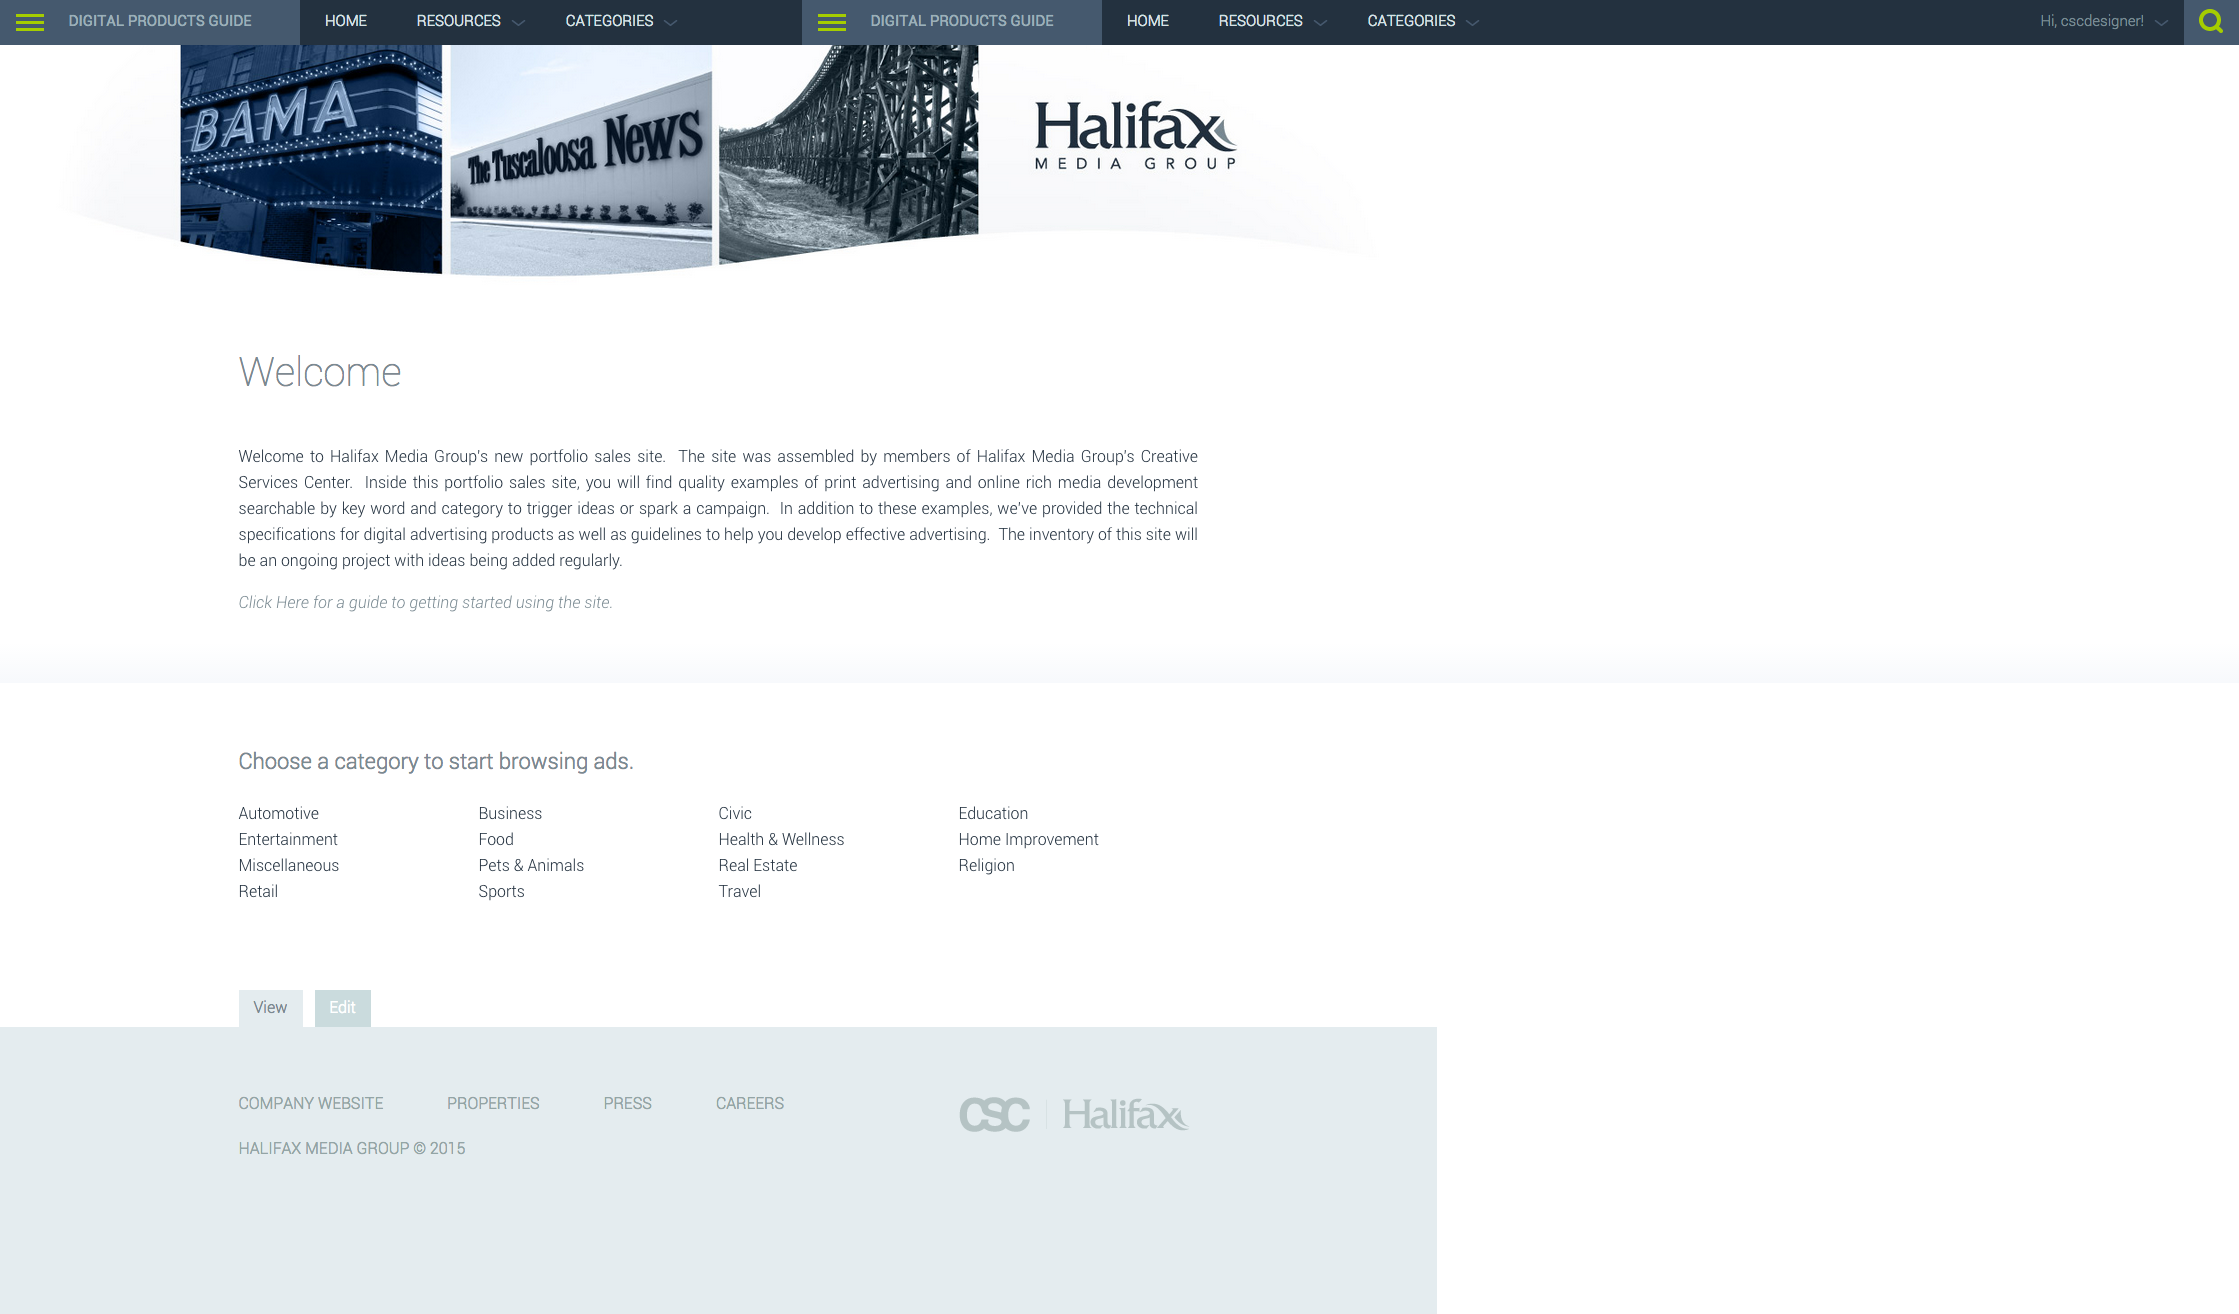 DIGITAL PRODUCTS GUIDE HOME RESOURCES CATEGORIES DIGITAL PRODUCTS GUIDE HOME RESOURCES CATEGORIES Hi, cscdesigner!
BAMA
The Tuscaloosa News
Halifax
MEDIA GROUP
Welcome
Welcome to Halifax Media Group's new portfolio sales site. The site was assembled by members of Halifax Media Group's Creative
Services Center. Inside this portfolio sales site, you will find quality examples of print advertising and online rich media development
searchable by key word and category to trigger ideas or spark a campaign. In addition to these examples, we've provided the technical
specifications for digital advertising products as well as guidelines to help you develop effective advertising. The inventory of this site will
be an ongoing project with ideas being added regularly.
Click Here for a guide to getting started using the site.
Choose a category to start browsing ads.
Automotive Business Civic Education
Entertainment Food Health & Wellness Home Improvement
Miscellaneous Pets & Animals Real Estate Religion
Retail Sports Travel
View Edit
COMPANY WEBSITE PROPERTIES PRESS CAREERS
CSC Halifax
HALIFAX MEDIA GROUP © 2015